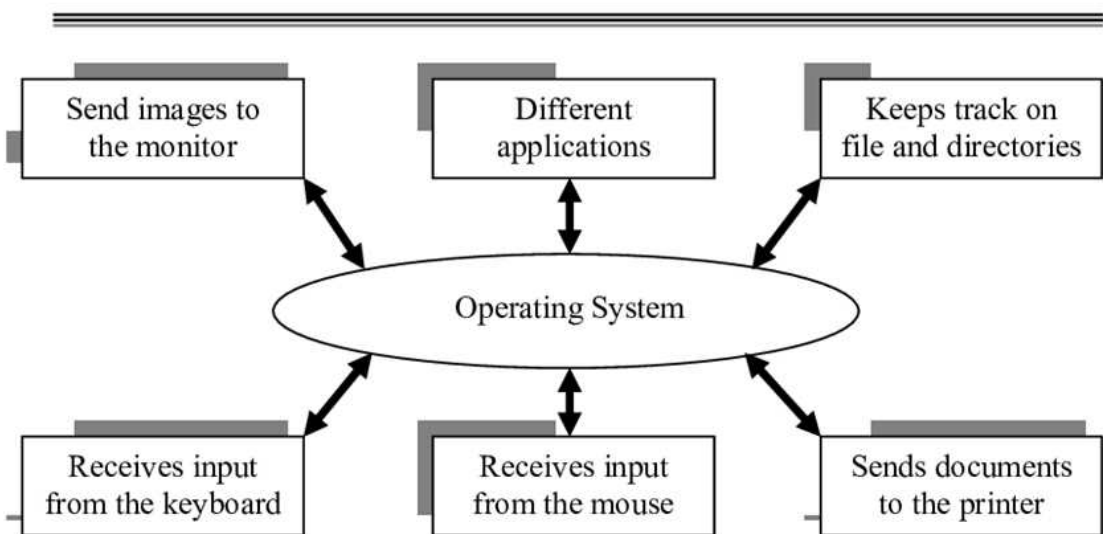 Send images to
the monitor
Different
applications
Keeps track on
file and directories
Operating System
Receives input
from the keyboard
Receives input
from the mouse
Sends documents
to the printer